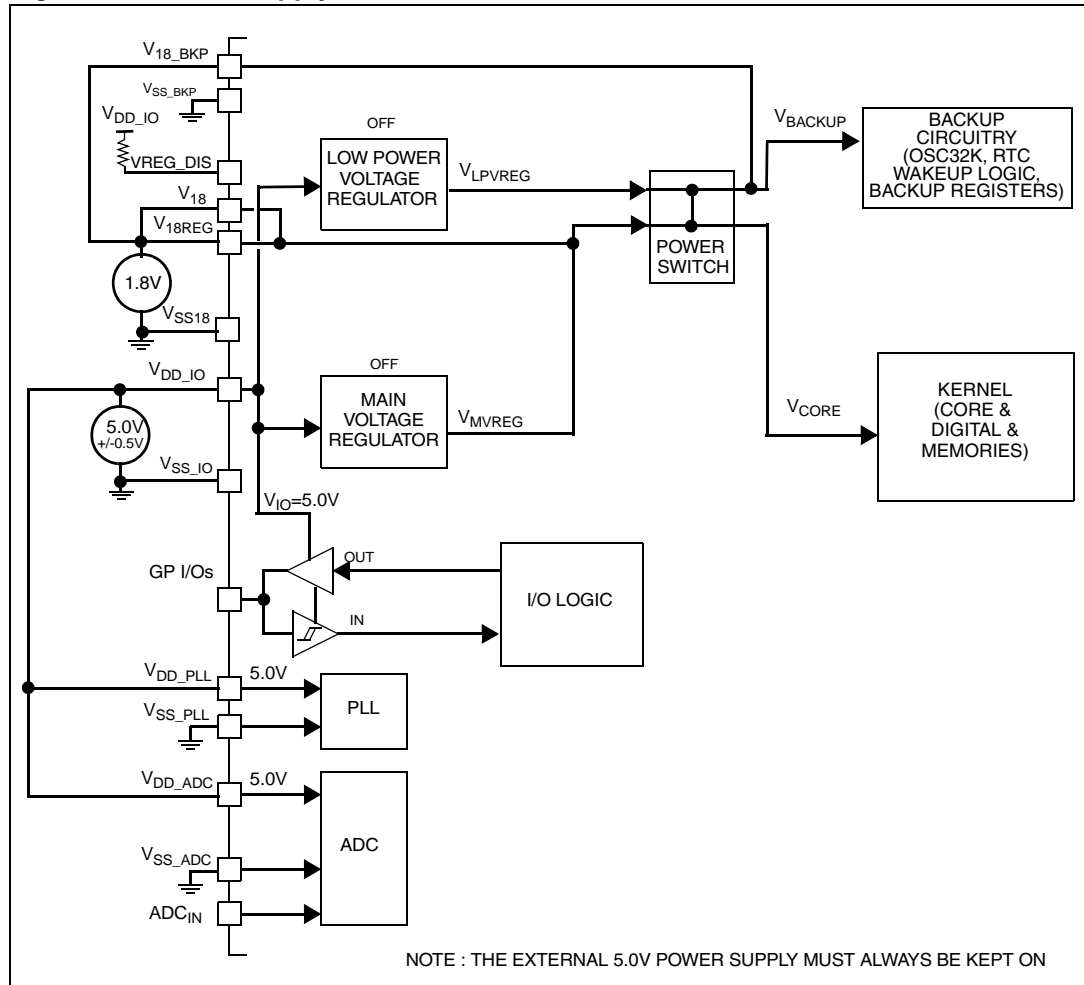 V18_BKP
VSS_BKP
VDD_IO
VREG_DIS
V18
V18REG
1.8V
VSS18
VDD_IO
5.0V
+/-0.5V
VSS_IO
GP I/Os
VDD_PLL
VSS_PLL
VDD_ADC
VSS_ADC
ADCIN
OFF
LOW POWER
VOLTAGE
REGULATOR
VLPVREG
OFF
MAIN
VOLTAGE
REGULATOR
VMVREG
POWER
SWITCH
VBACKUP
BACKUP
CIRCUITRY
(OSC32K, RTC
WAKEUP LOGIC,
BACKUP REGISTERS)
VCORE
KERNEL
(CORE &
DIGITAL &
MEMORIES)
VIO=5.0V
OUT
IN
I/O LOGIC
5.0V
PLL
5.0V
ADC
NOTE : THE EXTERNAL 5.0V POWER SUPPLY MUST ALWAYS BE KEPT ON